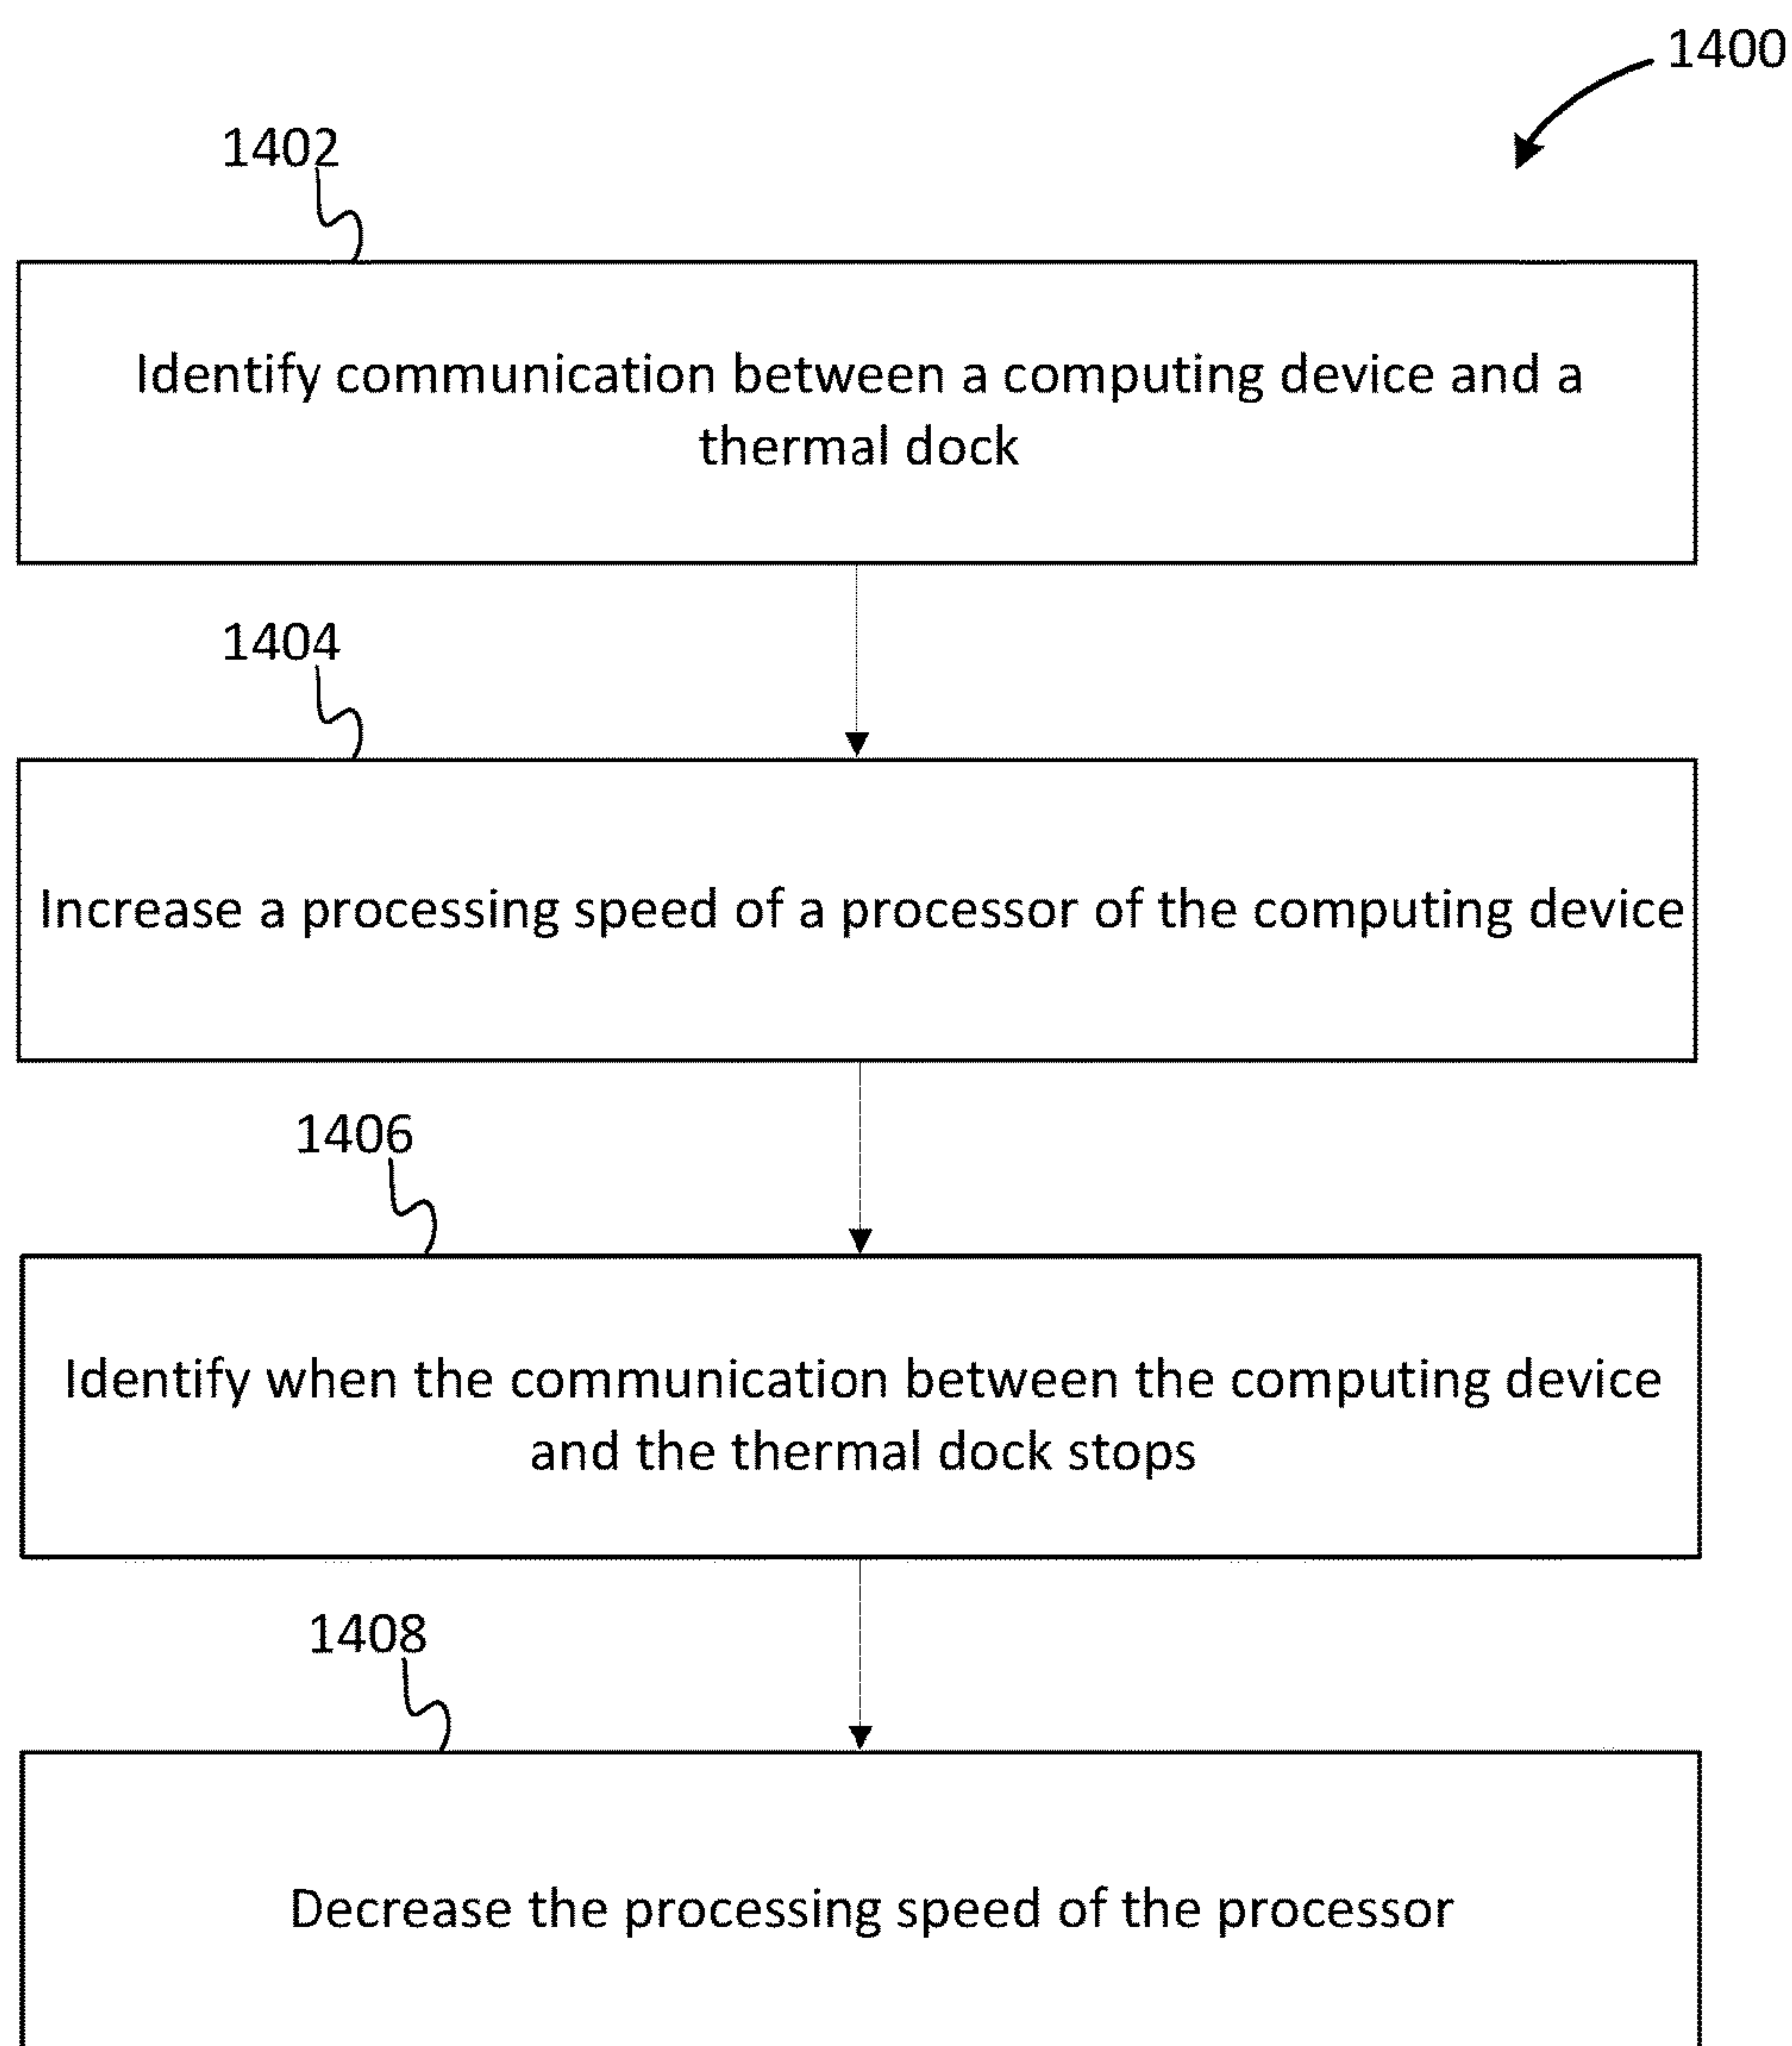 1400
1402
Identify communication between a computing device and a
thermal dock
1404
Increase a processing speed of a processor of the computing device
1406
Identify when the communication between the computing device
and the thermal dock stops
1408
Decrease the processing speed of the processor